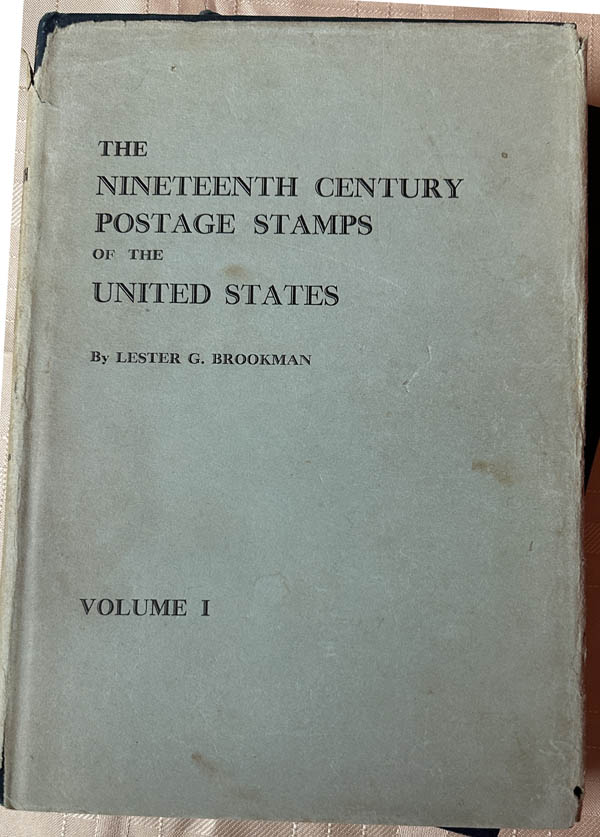 THE
NINETEENTH CENTURY
POSTAGE STAMPS
OF THE
UNITED STATES
By LESTER G. BROOKMAN
VOLUME I